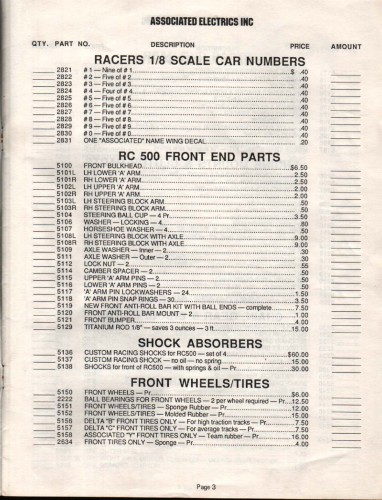 ASSOCIATED ELECTRICS INC
QTY. PART NO. DESCRIPTION PRICE AMOUNT
RACERS 1/8 SCALE CAR NUMBERS
2821 # 1 — Nine of # 1 $ .40
2822 # 2 — Five of # 2 .40
2823 # 3 — Five of # 3 .40
2824 # 4 — Four of # 4 .40
2825 # 5 — Five of # 5 .40
2826 # 6 — Five of # 6 .40
2827 # 7 — Five of # 7 .40
2828 # 8 — Five of # 8 .40
2829 # 9 — Five of # 9 .40
2830 # 0 — Five of # 0 .40
2831 ONE "ASSOCIATED" NAME WING DECAL .20
RC 500 FRONT END PARTS
5100 FRONT BULKHEAD $6.50
5101L LH LOWER 'A' ARM 2.50
5101R RH LOWER 'A' ARM 2.50
5102L LH UPPER 'A' ARM 2.00
5102R RH UPPER 'A' ARM 2.00
5103L LH STEERING BLOCK ARM .50
5103R RH STEERING BLOCK ARM .50
5104 STEERING BALL CUP — 4 Pr. 3.50
5106 WASHER — LOCKING — 4 .80
5107 HORSESHOE WASHER — 4 .50
5108L LH STEERING BLOCK WITH AXLE 9.00
5108R RH STEERING BLOCK WITH AXLE 9.00
5109 AXLE WASHER — Inner — 2 .30
5111 AXLE WASHER — Outer — 2 .30
5112 LOCK NUT — 2 .55
5114 CAMBER SPACER — 2
5115 UPPER 'A' ARM PINS — 2
5116 LOWER 'A' ARM PINS — 2
5117 'A' ARM PIN LOCKWASHERS — 24 1.50
5118 'A' ARM PIN SNAP RINGS — 30 3.50
5119 NEW FRONT ANTI-ROLL BAR KIT WITH BALL ENDS — complete 7.50
5120 FRONT ANTI-ROLL BAR MOUNT — 2 1.00
5121 FRONT BUMPER 4.00
5129 TITANIUM ROD 1/8" — saves 3 ounces — 3 ft. 15.00
SHOCK ABSORBERS
5136 CUSTOM RACING SHOCKS for RC500 — set of 4 $60.00
5137 CUSTOM RACING SHOCK — no oil — no spring 15.00
5138 SHOCKS for front of RC500 — with springs & oil — Pr. 30.00
FRONT WHEELS/TIRES
5150 FRONT WHEELS — Pr. $6.00
2222 BALL BEARINGS FOR FRONT WHEELS — 2 per wheel required — Pr. 12.50
5151 FRONT WHEELS/TIRES — Sponge Rubber — Pr. 12.00
5152 FRONT WHEELS/TIRES — Molded Rubber — Pr. 15.00
5156 DELTA "B" FRONT TIRES ONLY — For high traction tracks — Pr. 7.50
5157 DELTA "C" FRONT TIRES ONLY — For average tracks — Pr. 7.50
5158 ASSOCIATED "Y" FRONT TIRES ONLY — Team rubber — Pr. 16.00
2634 FRONT TIRES ONLY — Sponge — Pr. 4.00
Page 3